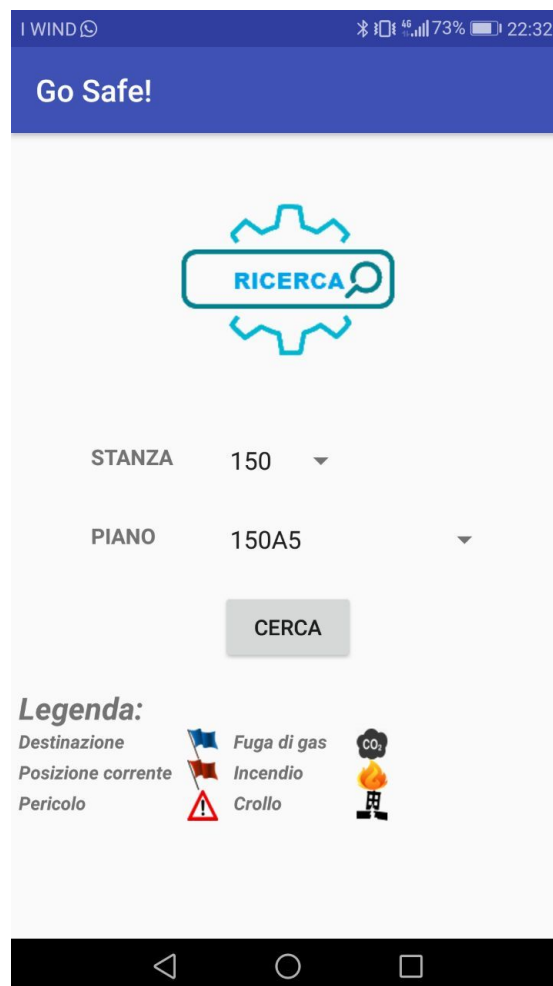 I WIND 4G 73% 22:32
Go Safe!
RICERCA
STANZA 150
PIANO 150A5
CERCA
Legenda:
Destinazione Fuga di gas CO₂
Posizione corrente Incendio
Pericolo Crollo